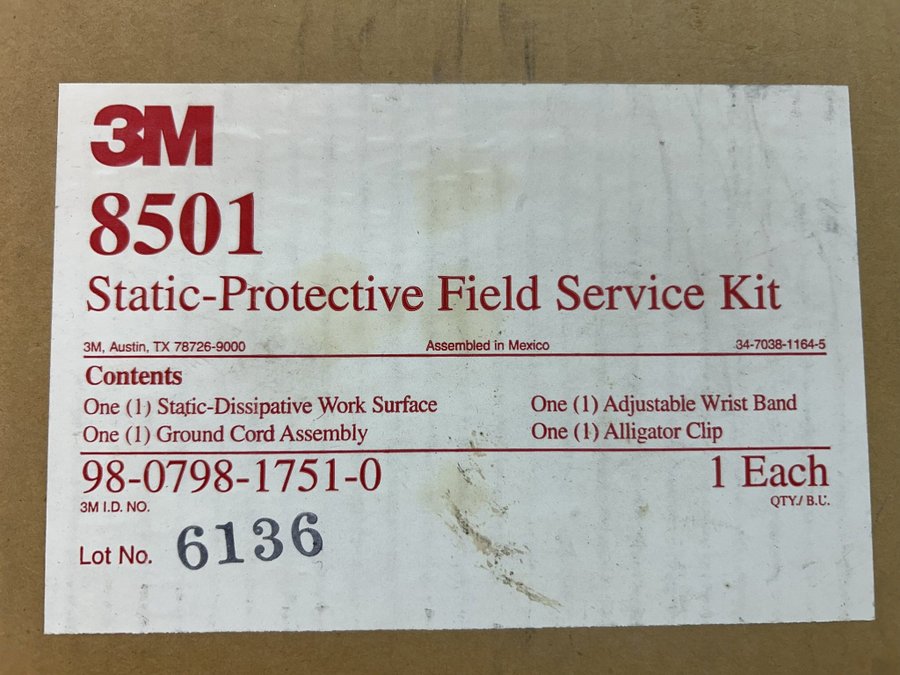 3M
8501
Static-Protective Field Service Kit
3M, Austin, TX 78726-9000 Assembled in Mexico 34-7038-1164-5
Contents
One (1) Static-Dissipative Work Surface One (1) Adjustable Wrist Band
One (1) Ground Cord Assembly One (1) Alligator Clip
98-0798-1751-0 1 Each
3M I.D. NO. QTY./ B.U.
Lot No. 6136